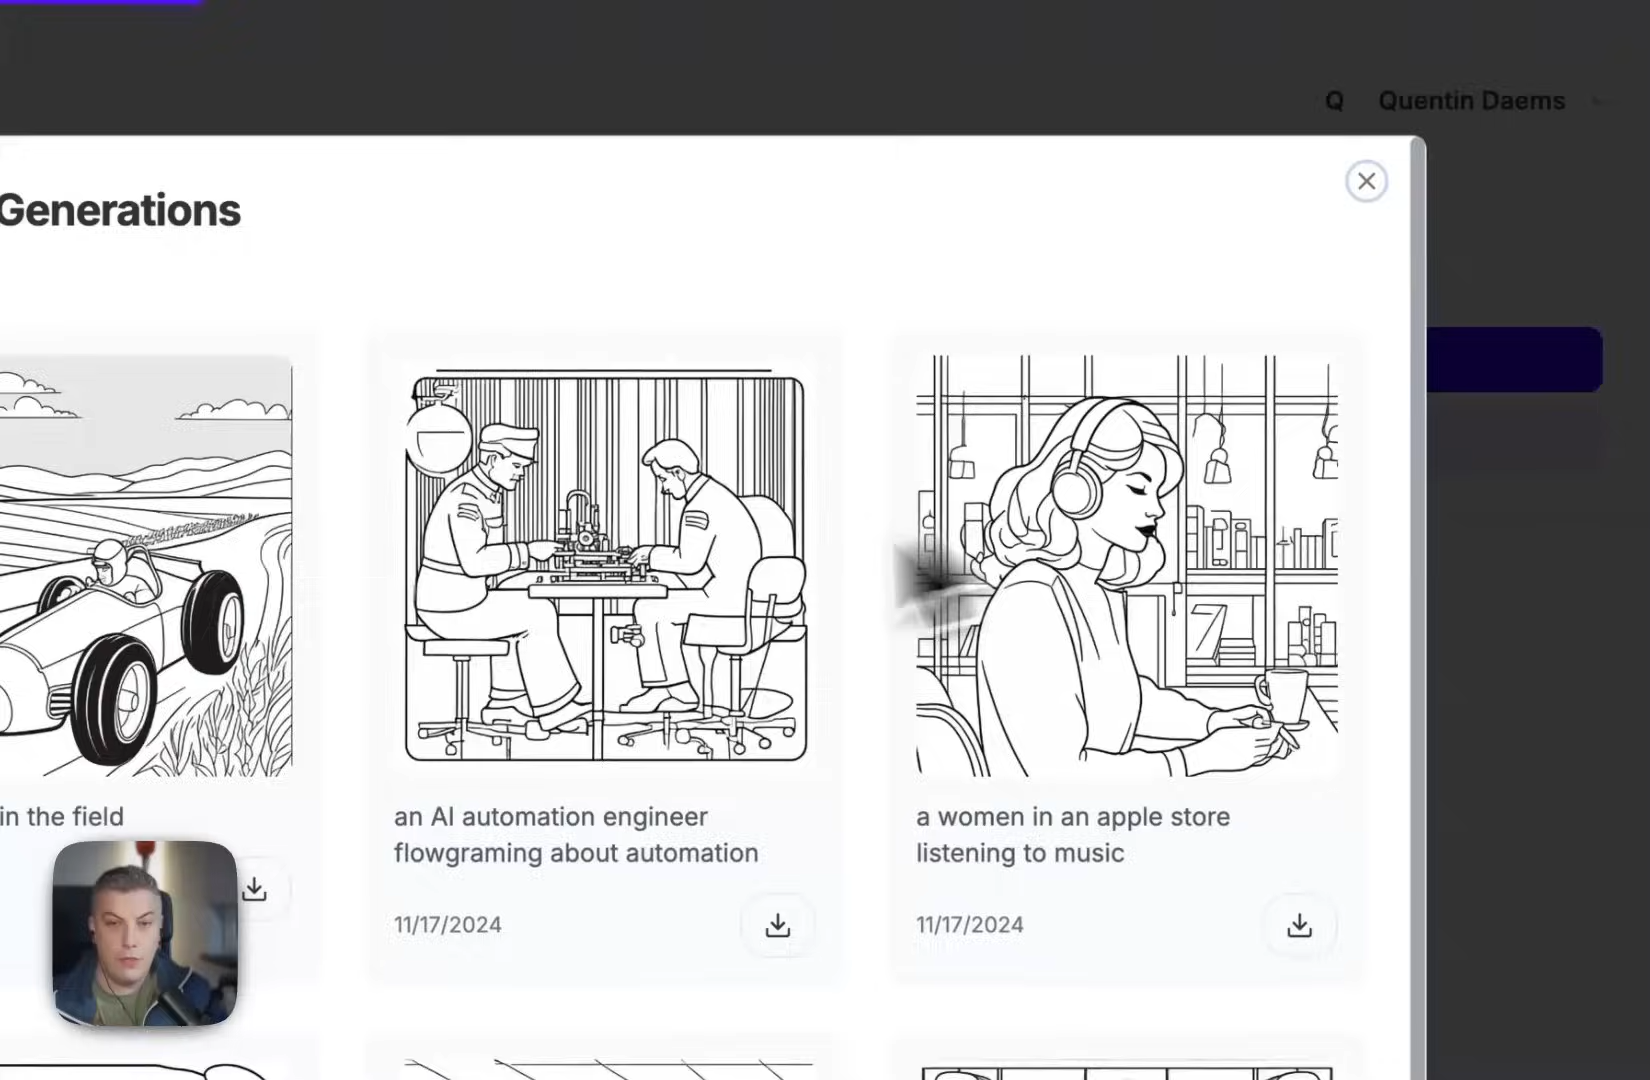 Q Quentin Daems
Generations
in the field
an AI automation engineer
flowgraming about automation
11/17/2024
a women in an apple store
listening to music
11/17/2024